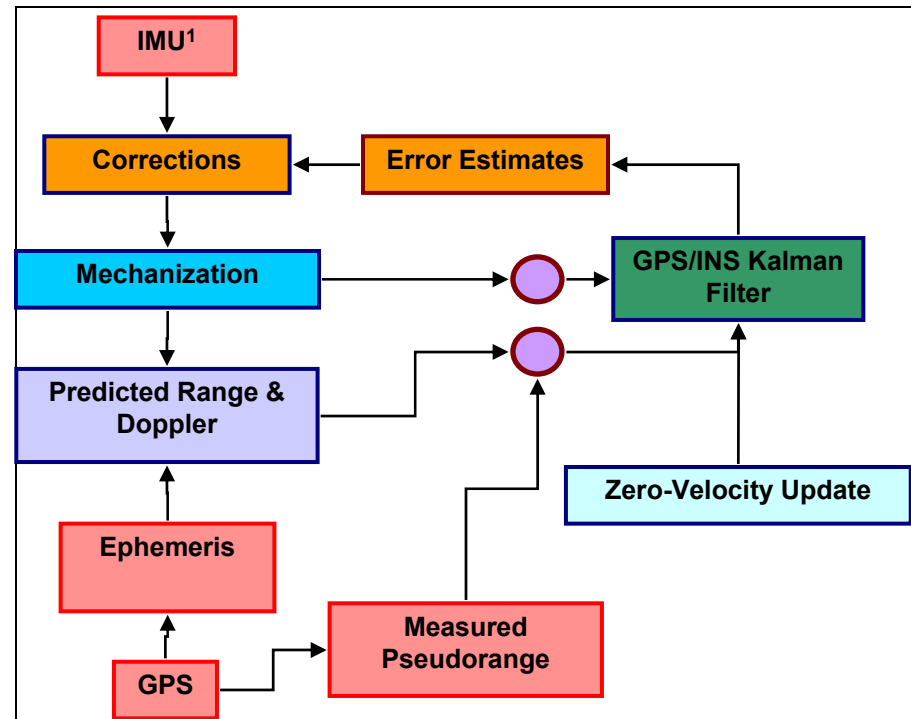 IMU¹
Corrections
Error Estimates
Mechanization
GPS/INS Kalman
Filter
Predicted Range &
Doppler
Zero-Velocity Update
Ephemeris
Measured
Pseudorange
GPS